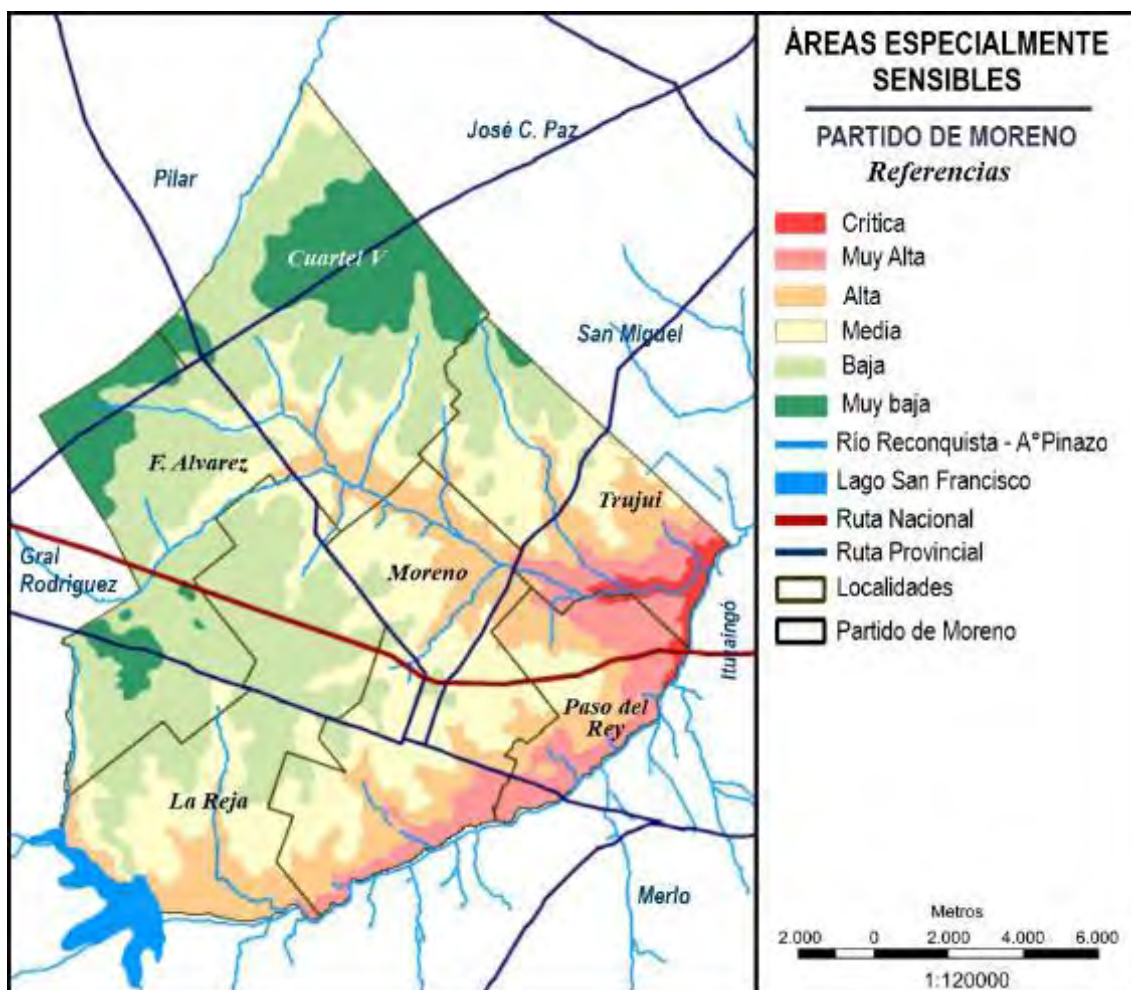 José C. Paz
Pilar
Cuartel V
San Miguel
F. Alvarez
Trujui
Gral
Rodriguez
Moreno
Ituzaingó
Paso del
Rey
La Reja
Merlo
ÁREAS ESPECIALMENTE
SENSIBLES
PARTIDO DE MORENO
Referencias
Critica
Muy Alta
Alta
Media
Baja
Muy baja
Río Reconquista - A°Pinazo
Lago San Francisco
Ruta Nacional
Ruta Provincial
Localidades
Partido de Moreno
Metros
2.000 0 2.000 4.000 6.000
1:120000